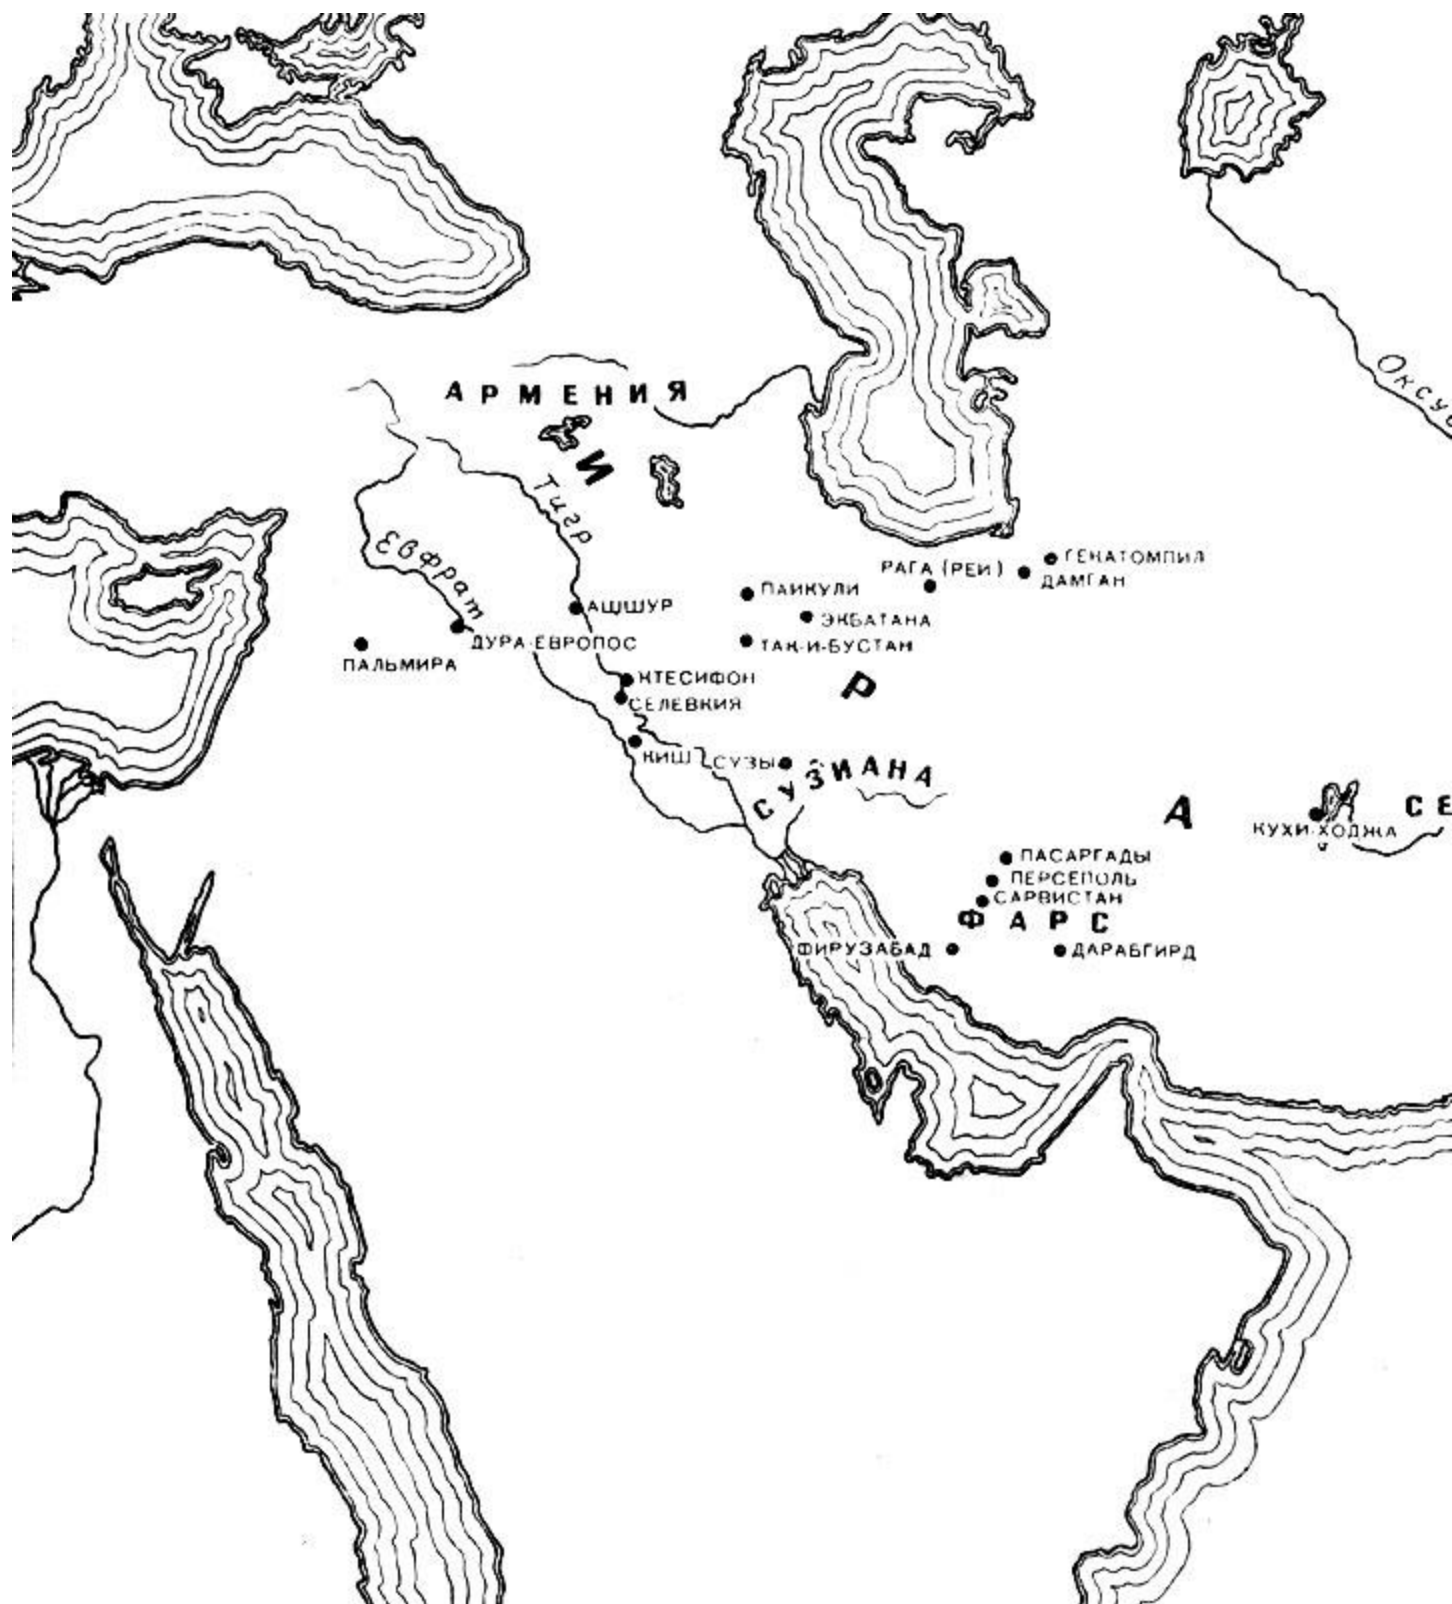 Оксус
АРМЕНИЯ
И
Тигр
Евфрат
ГЕКАТОМПИЛ
РАГА (РЕИ)
ДАМГАН
ПАИКУЛИ
АШШУР
ЭКБАТАНА
ДУРА-ЕВРОПОС
ТАК-И-БУСТАН
ПАЛЬМИРА
КТЕСИФОН
Р
СЕЛЕВКИЯ
КИШ
СУЗЫ
СУЗИАНА
А
СЕ
КУХИ-ХОДЖА
ПАСАРГАДЫ
ПЕРСЕПОЛЬ
САРВИСТАН
ФАРС
ФИРУЗАБАД
ДАРАБГИРД